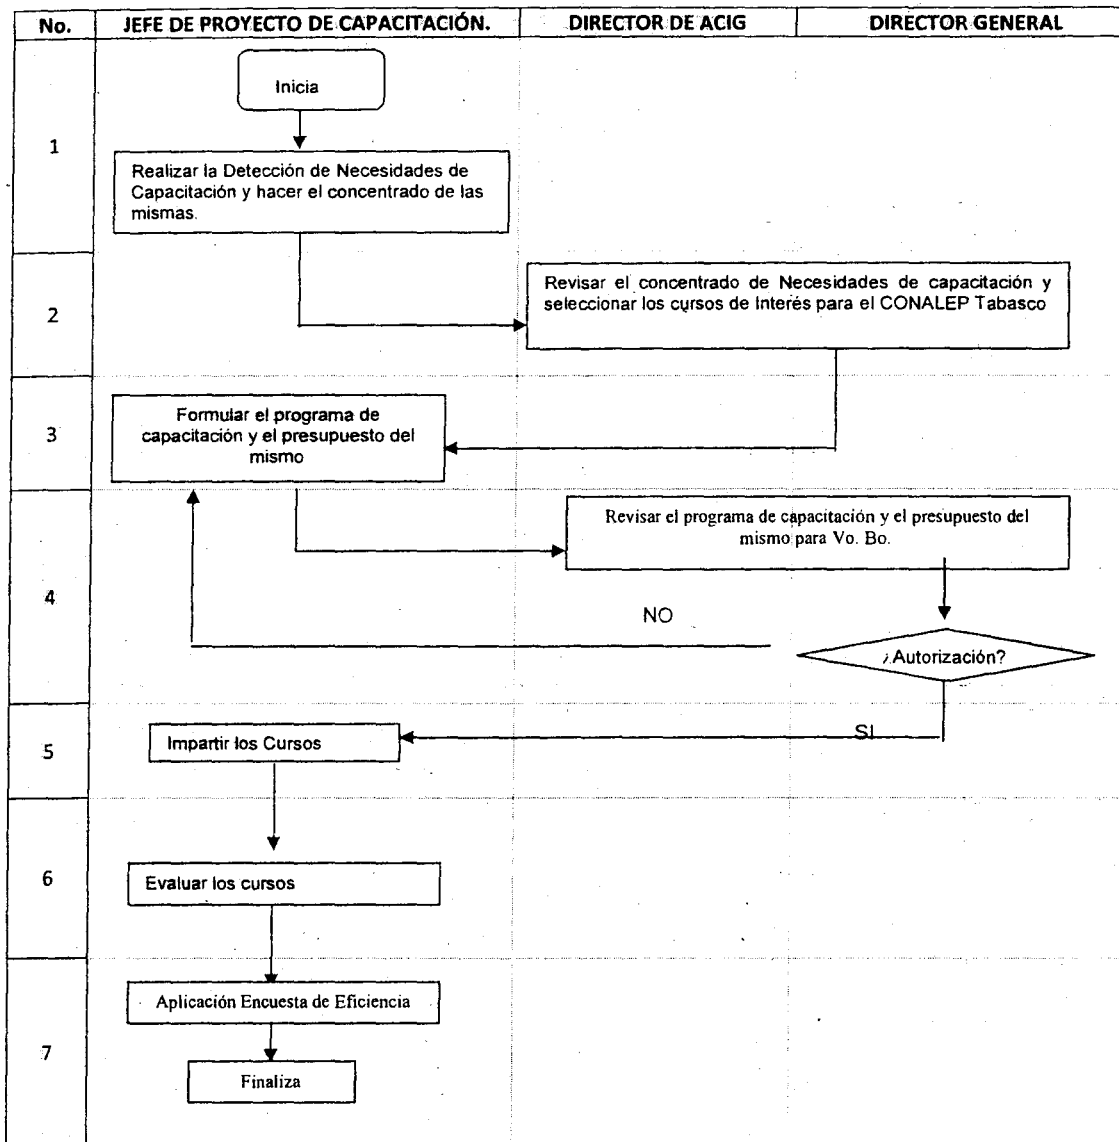 No. JEFE DE PROYECTO DE CAPACITACIÓN. DIRECTOR DE ACIG DIRECTOR GENERAL
Inicia
1
Realizar la Detección de Necesidades de
Capacitación y hacer el concentrado de las
mismas.
2
Revisar el concentrado de Necesidades de capacitación y
seleccionar los cursos de Interés para el CONALEP Tabasco
3
Formular el programa de
capacitación y el presupuesto del
mismo
4
Revisar el programa de capacitación y el presupuesto del
mismo para Vo. Bo.
NO
¿Autorización?
SI
5
Impartir los Cursos
6
Evaluar los cursos
7
Aplicación Encuesta de Eficiencia
Finaliza